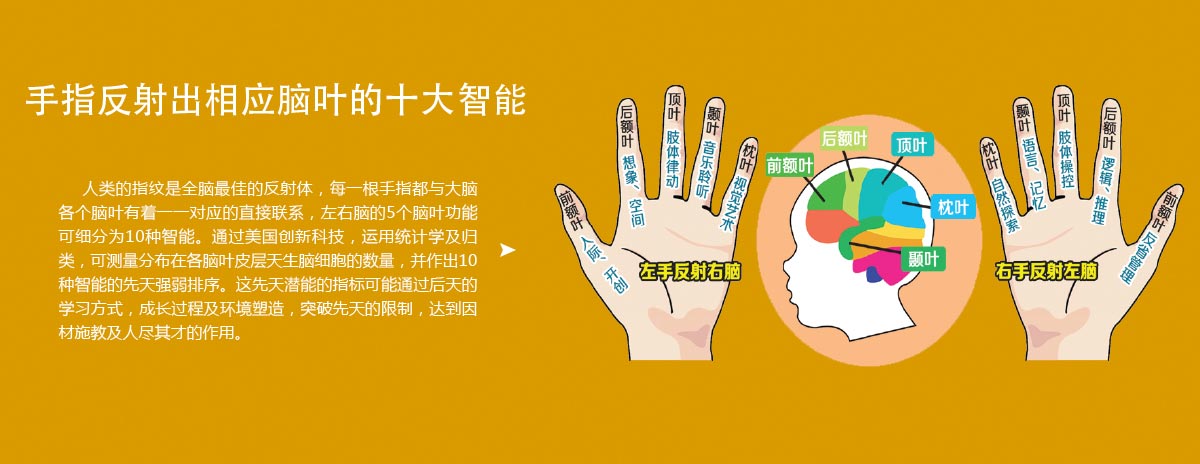 手指反射出相应脑叶的十大智能
人类的指纹是全脑最佳的反射体，每一根手指都与大脑
各个脑叶有着一一对应的直接联系，左右脑的5个脑叶功能
可细分为10种智能。通过美国创新科技，运用统计学及归
类，可测量分布在各脑叶皮层天生脑细胞的数量，并作出10
种智能的先天强弱排序。这先天潜能的指标可能通过后天的
学习方式，成长过程及环境塑造，突破先天的限制，达到因
材施教及人尽其才的作用。
前额叶
人际、开创
后额叶
想象、空间
顶叶
肢体律动
颞叶
音乐聆听
枕叶
视觉艺术
左手反射右脑
前额叶
后额叶
顶叶
枕叶
颞叶
枕叶
自然探索
颞叶
语言、记忆
顶叶
肢体操控
后额叶
逻辑、推理
前额叶
反省管理
右手反射左脑